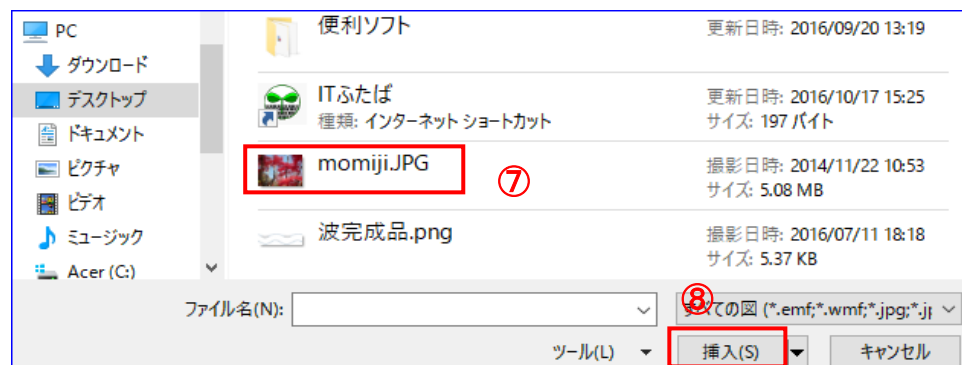 PC
ダウンロード
デスクトップ
ドキュメント
ピクチャ
ビデオ
ミュージック
Acer (C:)
便利ソフト
更新日時: 2016/09/20 13:19
ITふたば
種類: インターネット ショートカット
更新日時: 2016/10/17 15:25
サイズ: 197 バイト
momiji.JPG
⑦
撮影日時: 2014/11/22 10:53
サイズ: 5.08 MB
波完成品.png
撮影日時: 2016/07/11 18:18
サイズ: 5.37 KB
ファイル名(N):
⑧
すべての図 (*.emf;*.wmf;*.jpg;*.jp
ツール(L)
挿入(S)
キャンセル